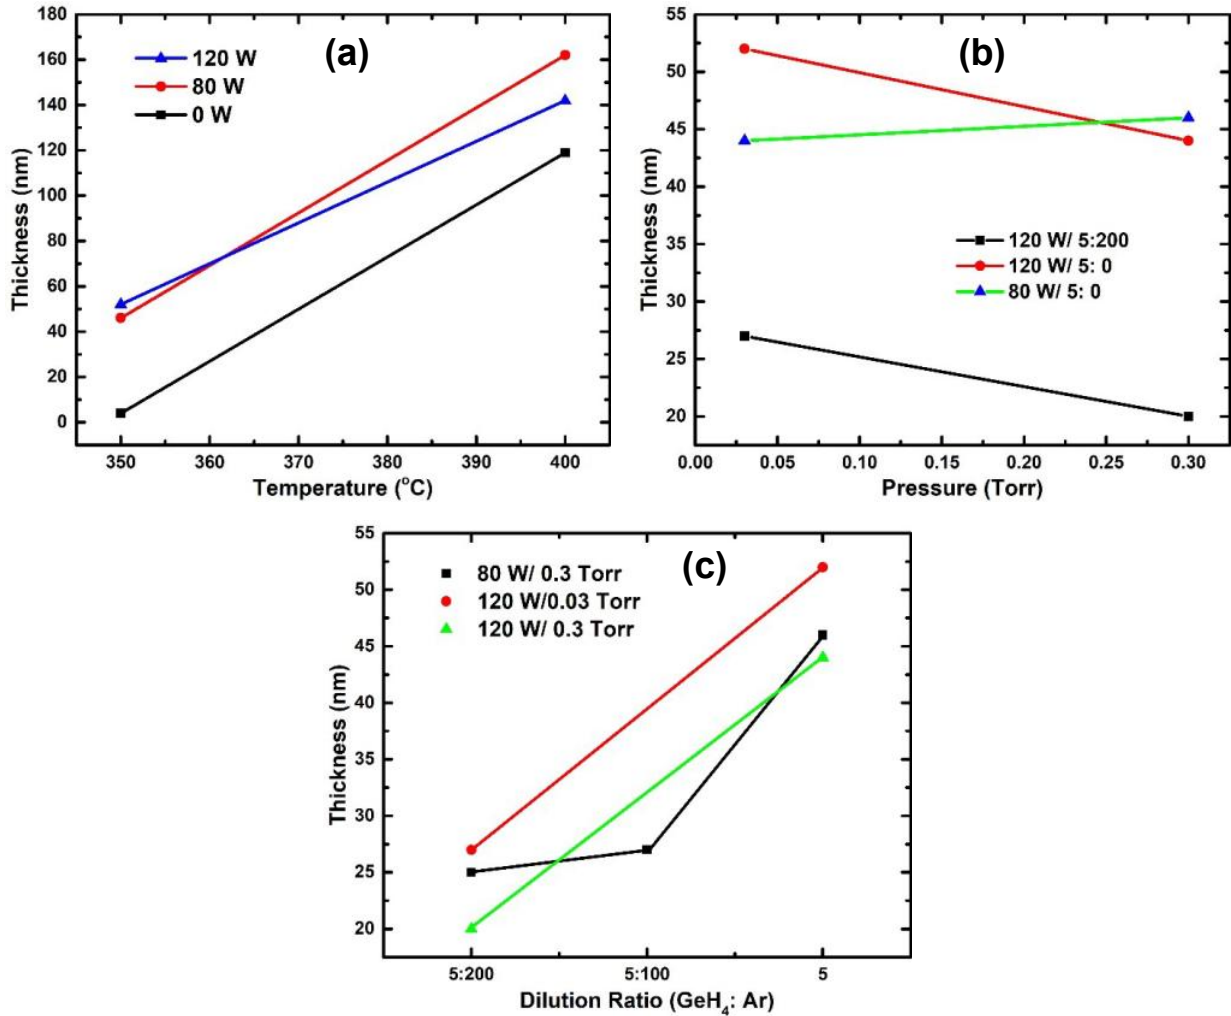 (a)
120 W
80 W
0 W
Thickness (nm)
180
160
140
120
100
80
60
40
20
0
350 360 370 380 390 400
Temperature (°C)
(b)
Thickness (nm)
55
50
45
40
35
30
25
20
120 W/ 5:200
120 W/ 5: 0
80 W/ 5: 0
0.00 0.05 0.10 0.15 0.20 0.25 0.30
Pressure (Torr)
(c)
80 W/ 0.3 Torr
120 W/0.03 Torr
120 W/ 0.3 Torr
Thickness (nm)
55
50
45
40
35
30
25
20
5:200 5:100 5
Dilution Ratio (GeH₄: Ar)